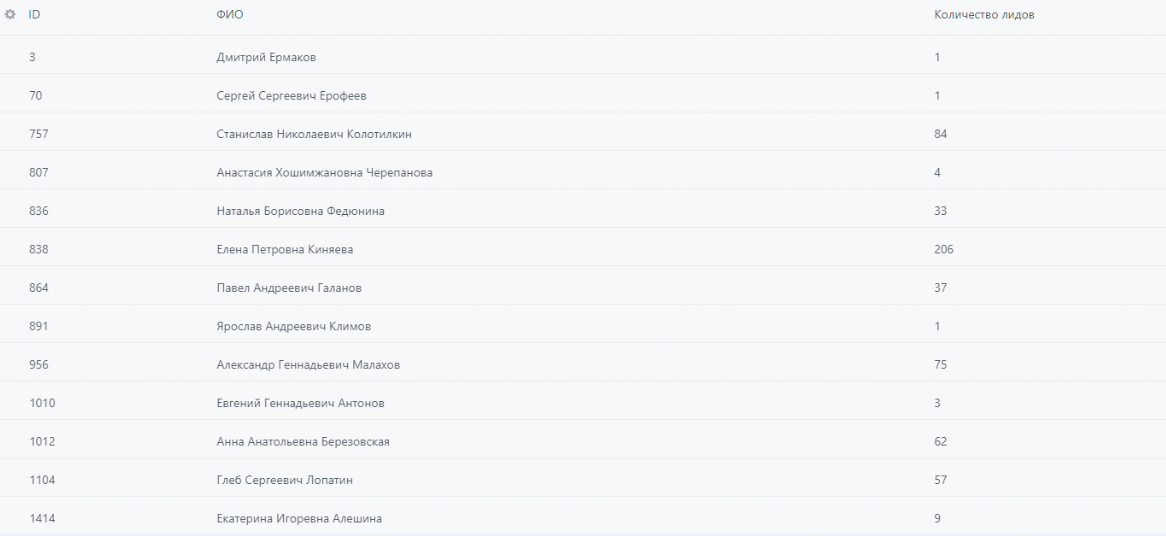 ID ФИО Количество лидов
3 Дмитрий Ермаков 1
70 Сергей Сергеевич Ерофеев 1
757 Станислав Николаевич Колотилкин 84
807 Анастасия Хошимжановна Черепанова 4
836 Наталья Борисовна Федюнина 33
838 Елена Петровна Киняева 206
864 Павел Андреевич Галанов 37
891 Ярослав Андреевич Климов 1
956 Александр Геннадьевич Малахов 75
1010 Евгений Геннадьевич Антонов 3
1012 Анна Анатольевна Березовская 62
1104 Глеб Сергеевич Лопатин 57
1414 Екатерина Игоревна Алешина 9